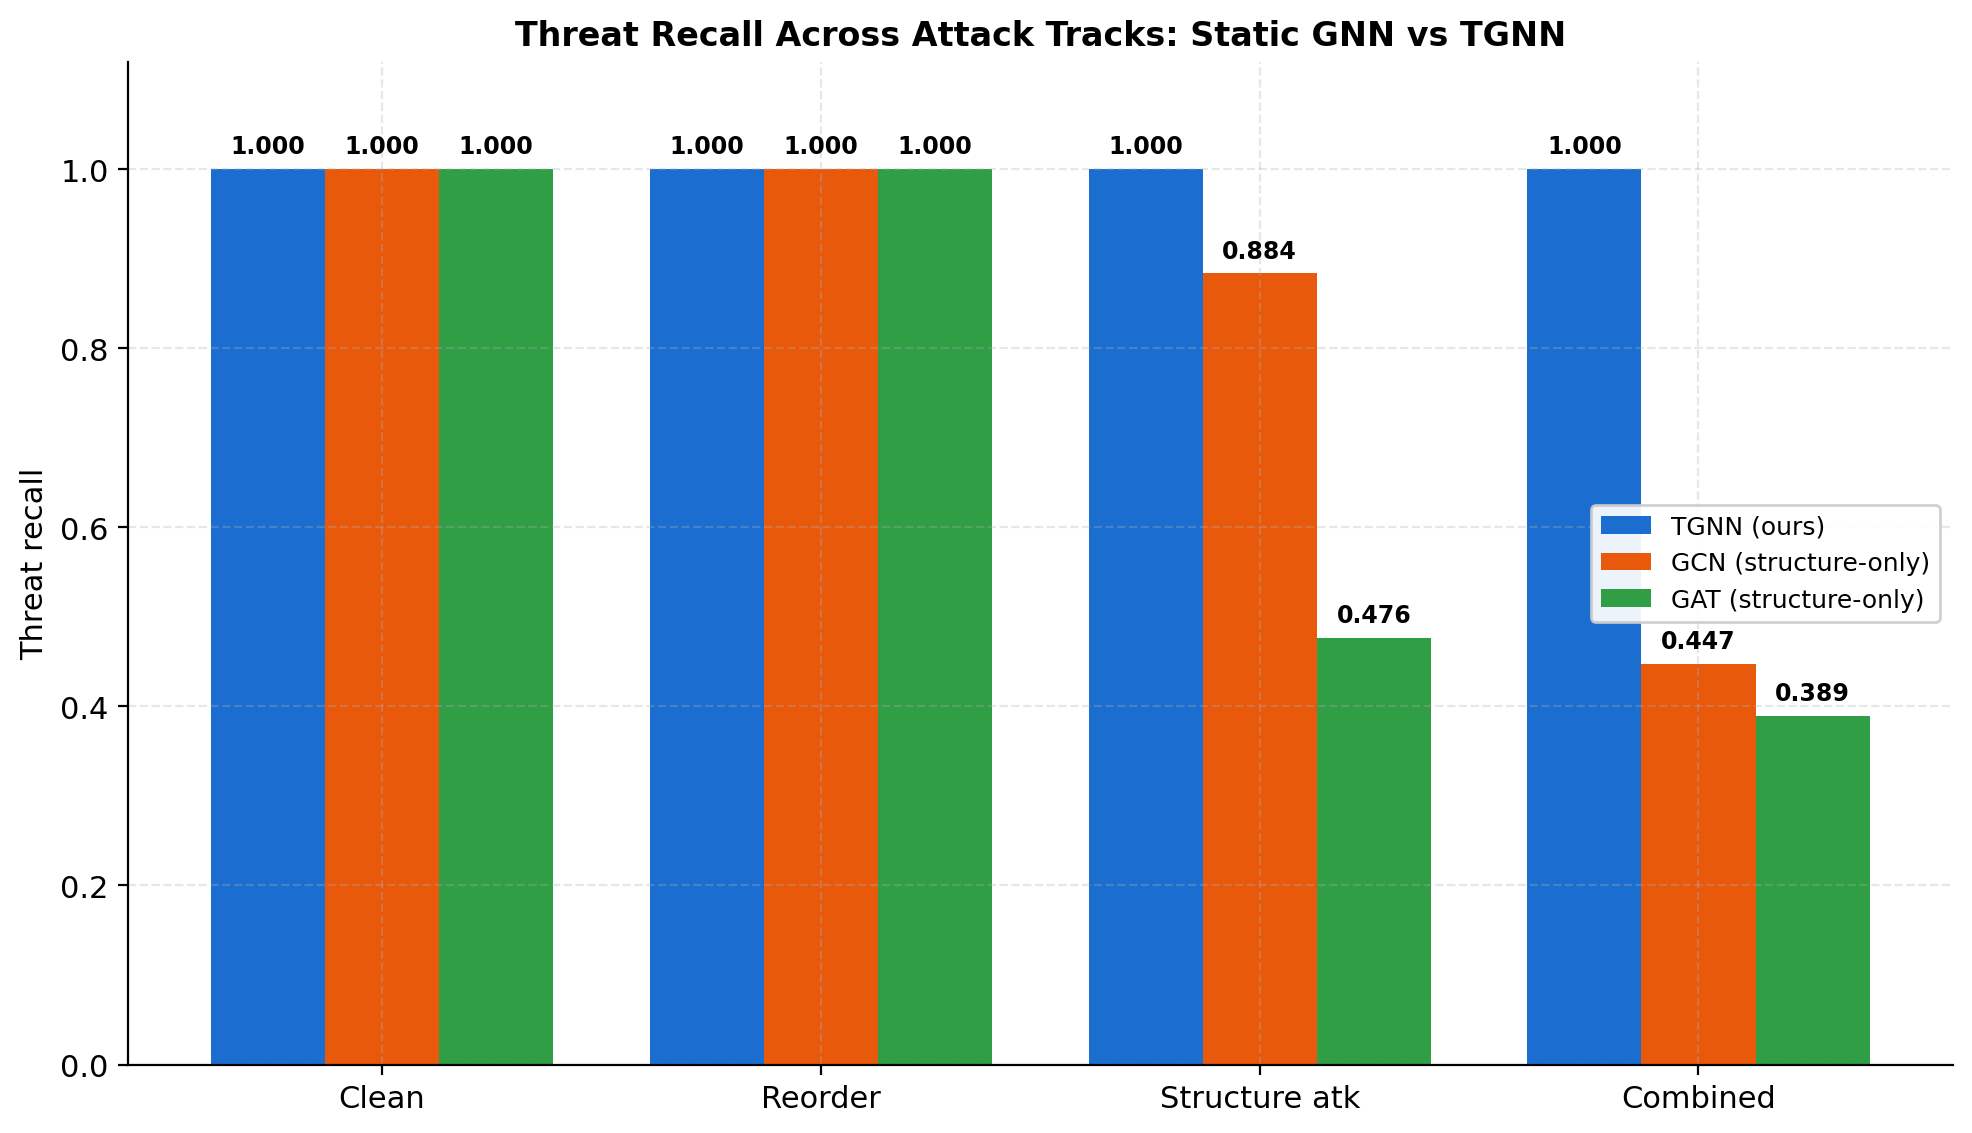 Threat Recall Across Attack Tracks: Static GNN vs TGNN
Threat recall
1.0
0.8
0.6
0.4
0.2
0.0
1.000 1.000 1.000
1.000 1.000 1.000
1.000
0.884
0.476
1.000
0.447
0.389
TGNN (ours)
GCN (structure-only)
GAT (structure-only)
Clean
Reorder
Structure atk
Combined